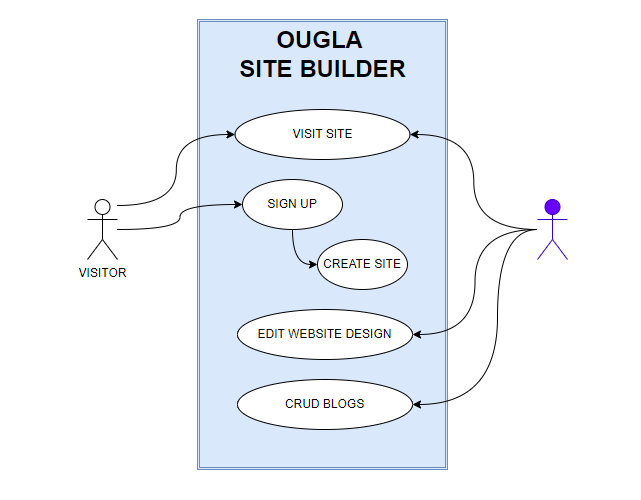 OUGLA
SITE BUILDER
VISIT SITE
SIGN UP
CREATE SITE
VISITOR
EDIT WEBSITE DESIGN
CRUD BLOGS